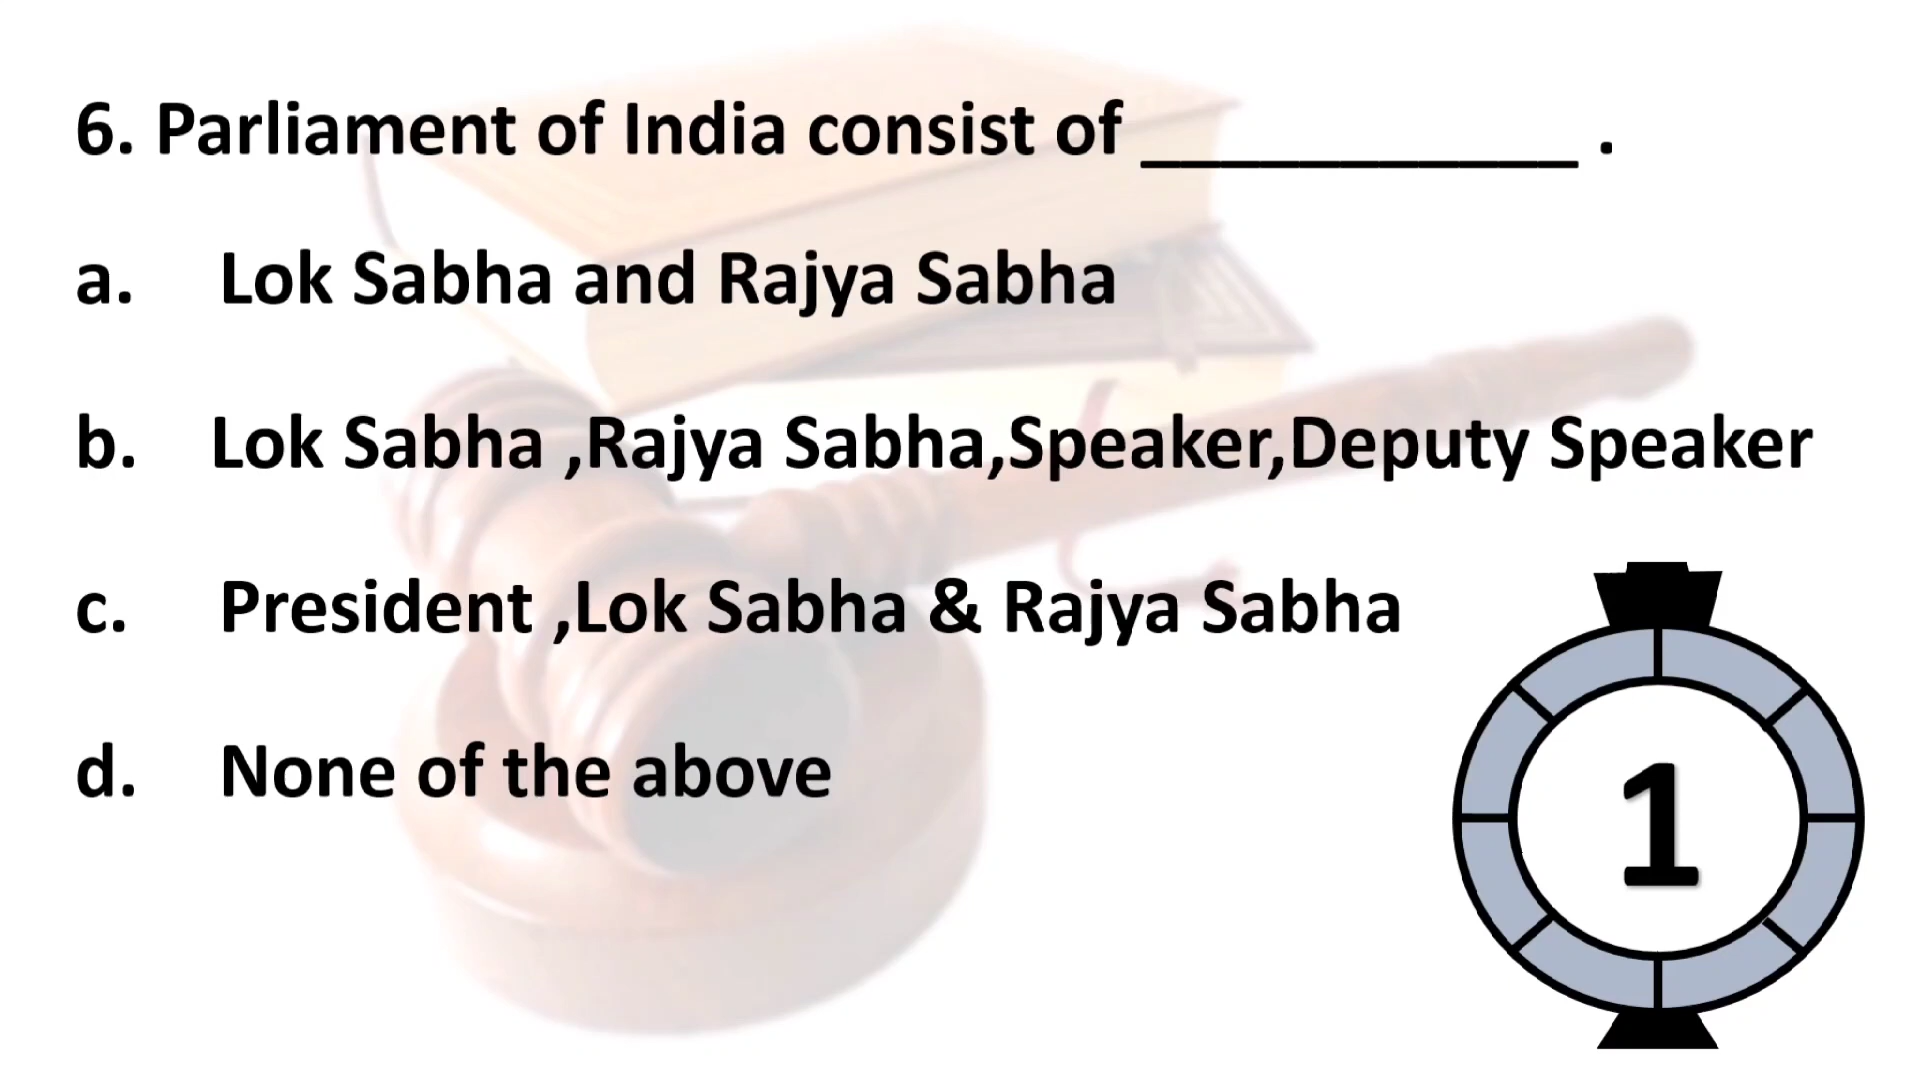 6. Parliament of India consist of ___________ .
a. Lok Sabha and Rajya Sabha
b. Lok Sabha ,Rajya Sabha,Speaker,Deputy Speaker
c. President ,Lok Sabha & Rajya Sabha
d. None of the above
1